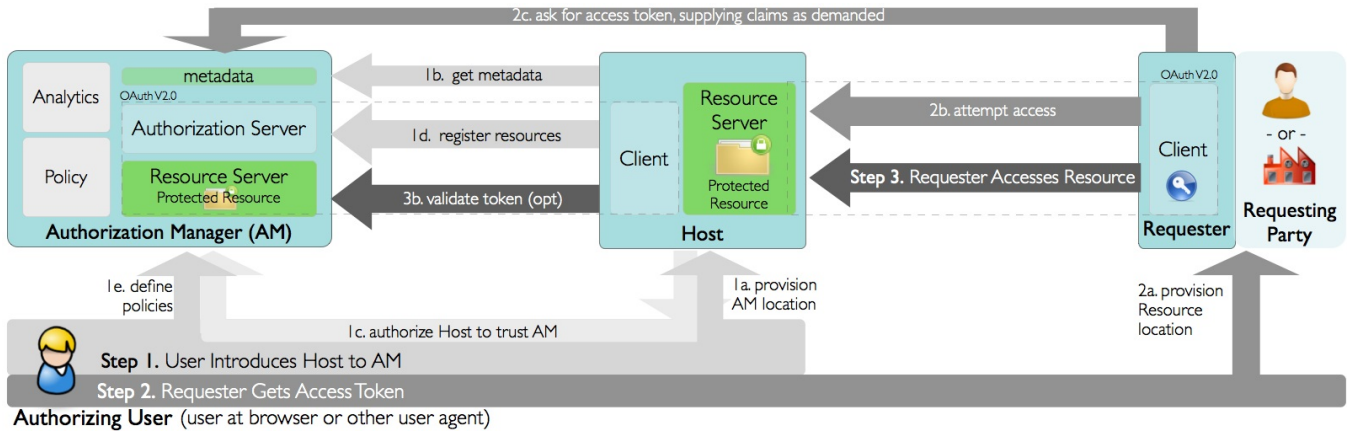 2c. ask for access token, supplying claims as demanded
Analytics
Policy
metadata
OAuth V2.0
Authorization Server
Resource Server
Protected Resource
Authorization Manager (AM)
1b. get metadata
1d. register resources
3b. validate token (opt)
Client
Resource
Server
Protected
Resource
Host
2b. attempt access
Step 3. Requester Accesses Resource
OAuth V2.0
Client
Requester
- or -
Requesting
Party
1e. define
policies
1a. provision
AM location
2a. provision
Resource
location
1c. authorize Host to trust AM
Step 1. User Introduces Host to AM
Step 2. Requester Gets Access Token
Authorizing User (user at browser or other user agent)